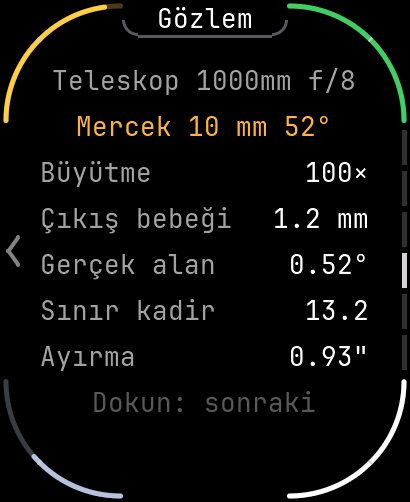 Gözlem
Teleskop 1000mm f/8
Mercek 10 mm 52°
Büyütme 100×
Çıkış bebeği 1.2 mm
Gerçek alan 0.52°
Sınır kadir 13.2
Ayırma 0.93"
Dokun: sonraki